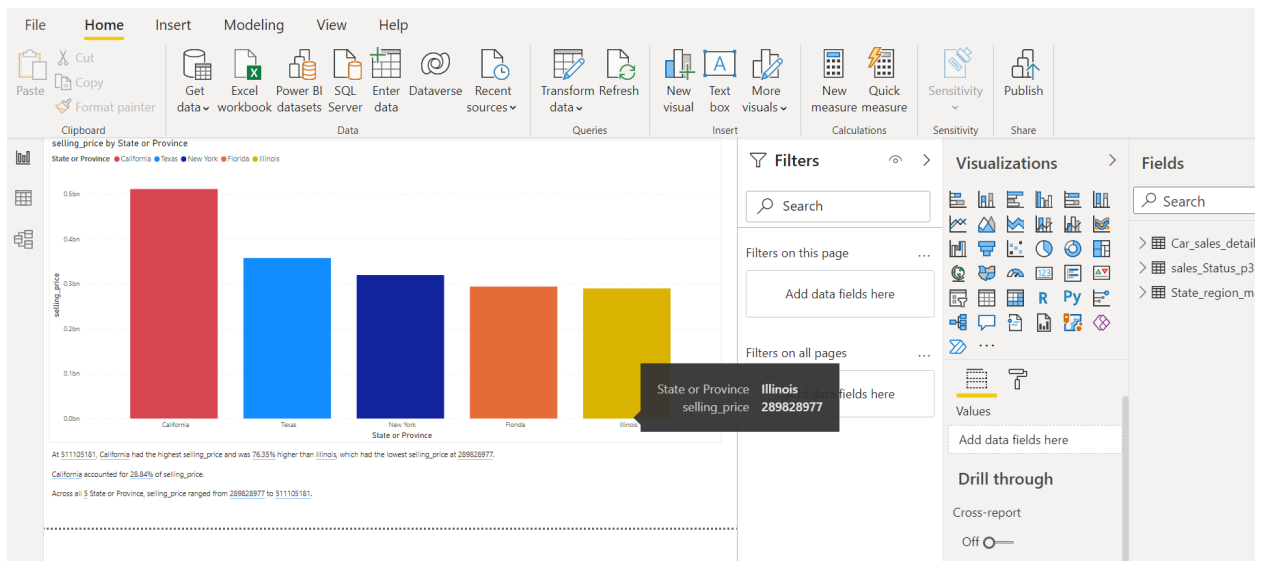 File Home Insert Modeling View Help
Paste
Cut
Copy
Format painter
Clipboard
Get data
Excel workbook
Power BI datasets
SQL Server
Enter data
Dataverse
Recent sources
Data
Transform data
Refresh
Queries
New visual
Text box
More visuals
Insert
New measure
Quick measure
Calculations
Sensitivity
Sensitivity
Publish
Share
selling_price by State or Province
State or Province California Texas New York Florida Illinois
0.5bn
0.4bn
0.3bn
0.2bn
0.1bn
0.0bn
selling_price
California Texas New York Florida Illinois
State or Province
State or Province Illinois
selling_price 289828977
At 511105181, California had the highest selling_price and was 76.35% higher than Illinois, which had the lowest selling_price at 289828977.
California accounted for 28.84% of selling_price.
Across all 5 State or Province, selling_price ranged from 289828977 to 511105181.
Filters
Search
Filters on this page ...
Add data fields here
Filters on all pages ...
data fields here
Visualizations
123
R Py
...
Values
Add data fields here
Drill through
Cross-report
Off
Fields
Search
Car_sales_detail
sales_Status_p3
State_region_m